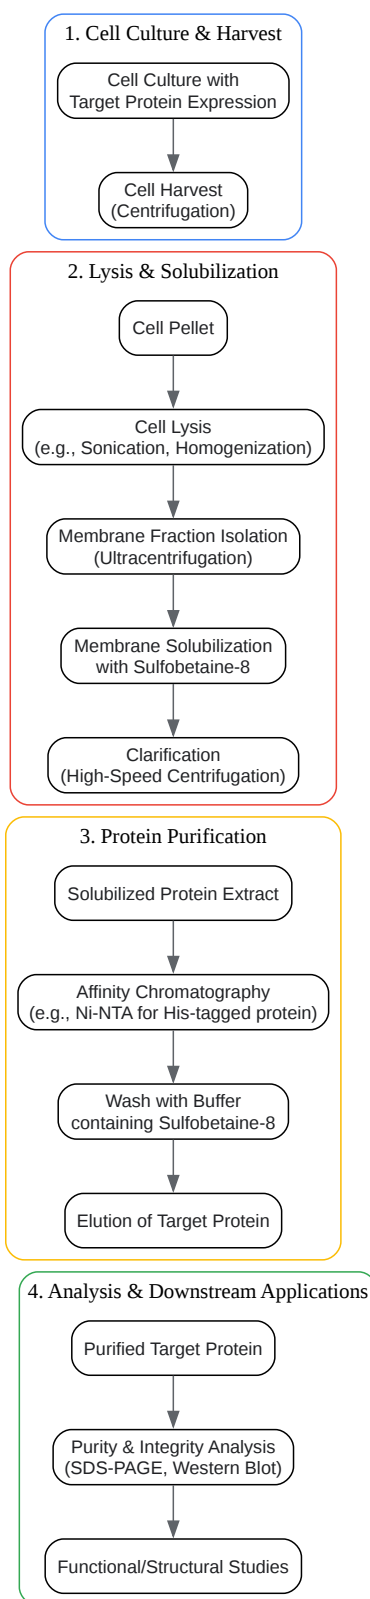 1. Cell Culture & Harvest
Cell Culture with
Target Protein Expression
Cell Harvest
(Centrifugation)
2. Lysis & Solubilization
Cell Pellet
Cell Lysis
(e.g., Sonication, Homogenization)
Membrane Fraction Isolation
(Ultracentrifugation)
Membrane Solubilization
with Sulfobetaine-8
Clarification
(High-Speed Centrifugation)
3. Protein Purification
Solubilized Protein Extract
Affinity Chromatography
(e.g., Ni-NTA for His-tagged protein)
Wash with Buffer
containing Sulfobetaine-8
Elution of Target Protein
4. Analysis & Downstream Applications
Purified Target Protein
Purity & Integrity Analysis
(SDS-PAGE, Western Blot)
Functional/Structural Studies